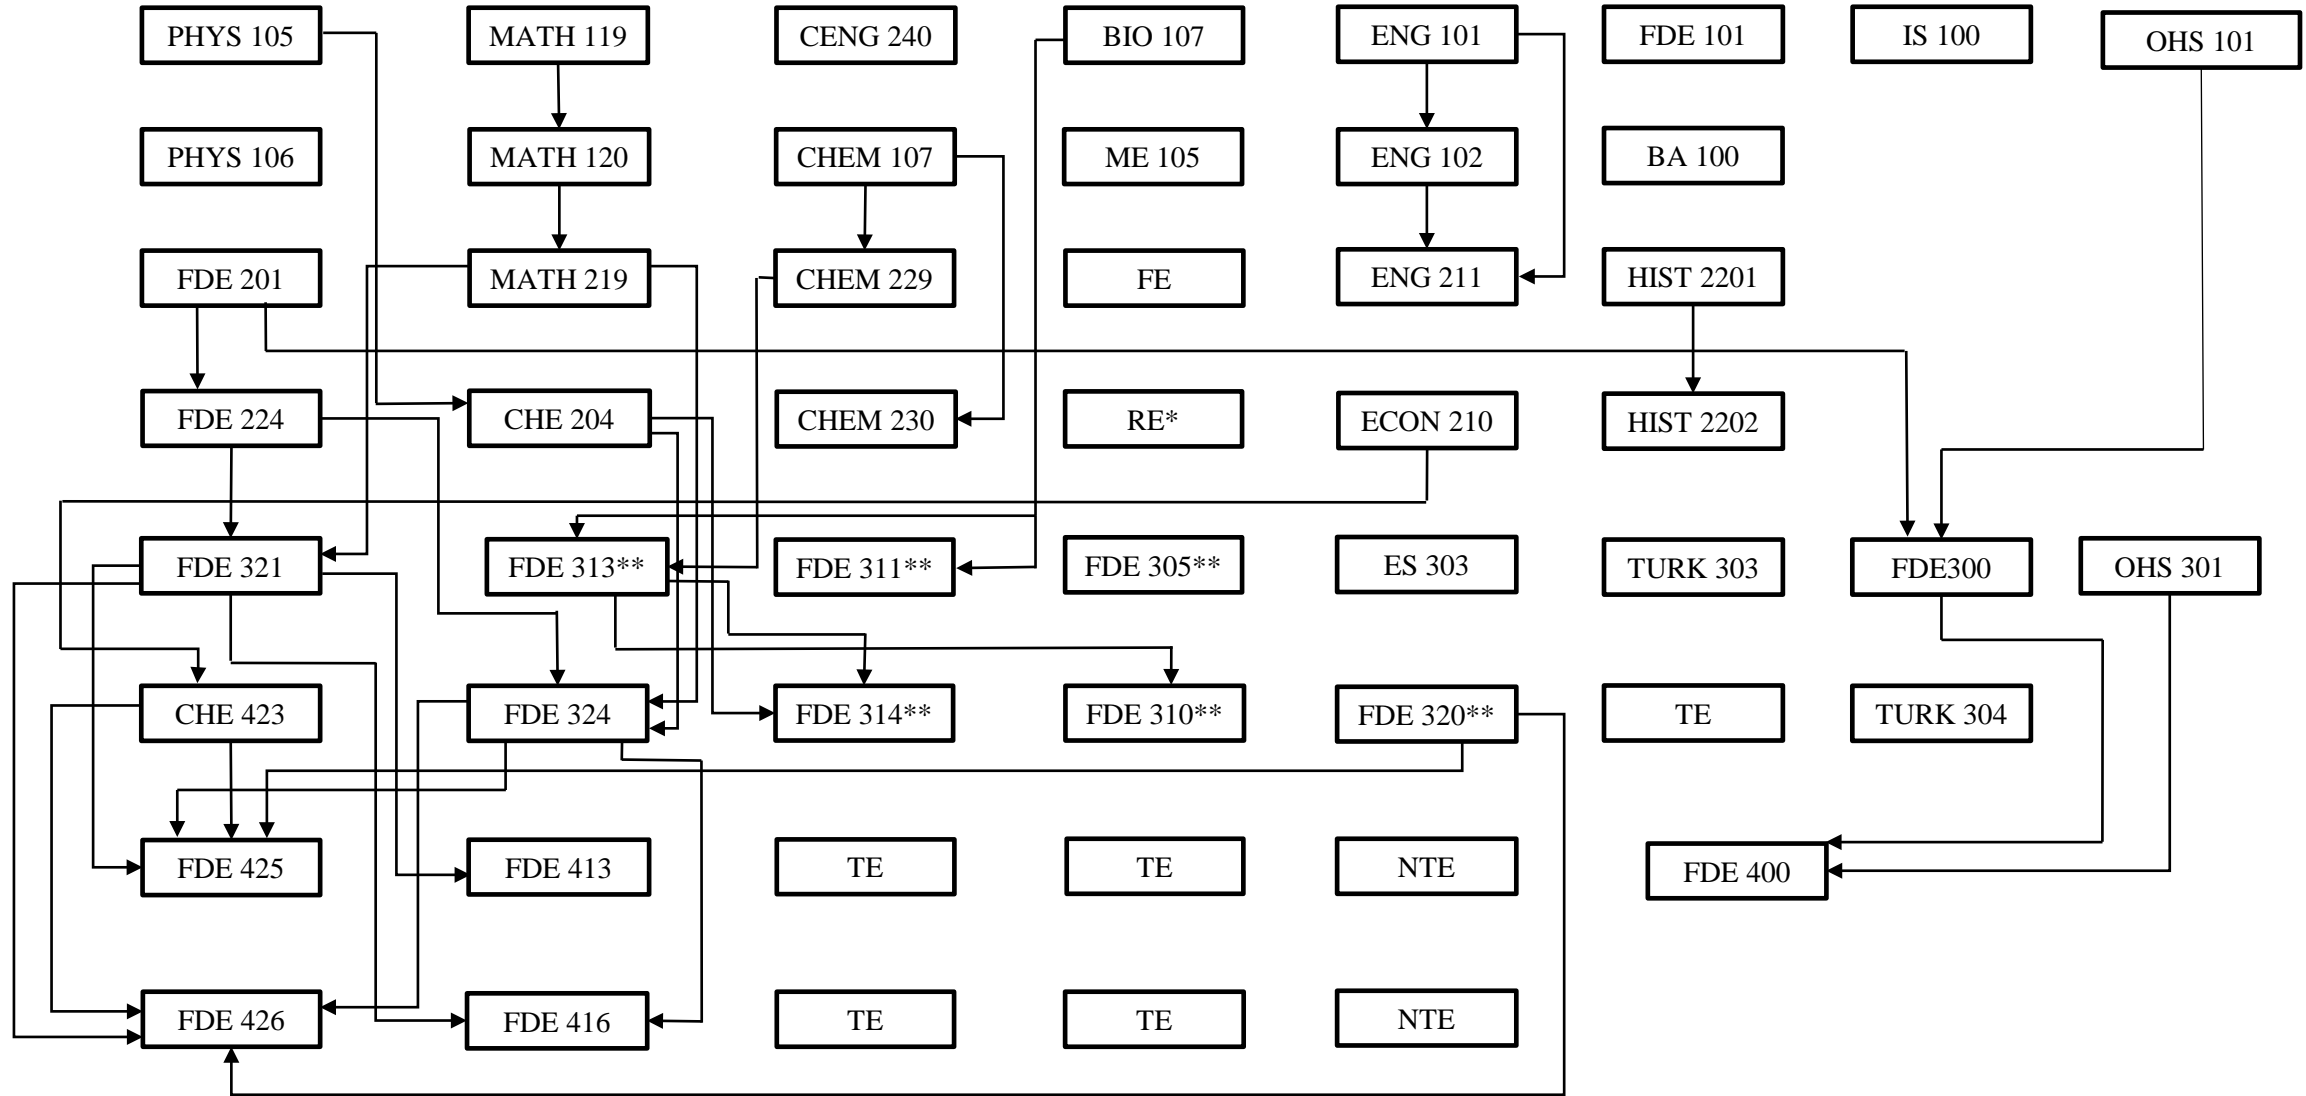 PHYS 105
MATH 119
CENG 240
BIO 107
ENG 101
FDE 101
IS 100
OHS 101
PHYS 106
MATH 120
CHEM 107
ME 105
ENG 102
BA 100
FDE 201
MATH 219
CHEM 229
FE
ENG 211
HIST 2201
FDE 224
CHE 204
CHEM 230
RE*
ECON 210
HIST 2202
FDE 321
FDE 313**
FDE 311**
FDE 305**
ES 303
TURK 303
FDE300
OHS 301
CHE 423
FDE 324
FDE 314**
FDE 310**
FDE 320**
TE
TURK 304
FDE 425
FDE 413
TE
TE
NTE
FDE 400
FDE 426
FDE 416
TE
TE
NTE